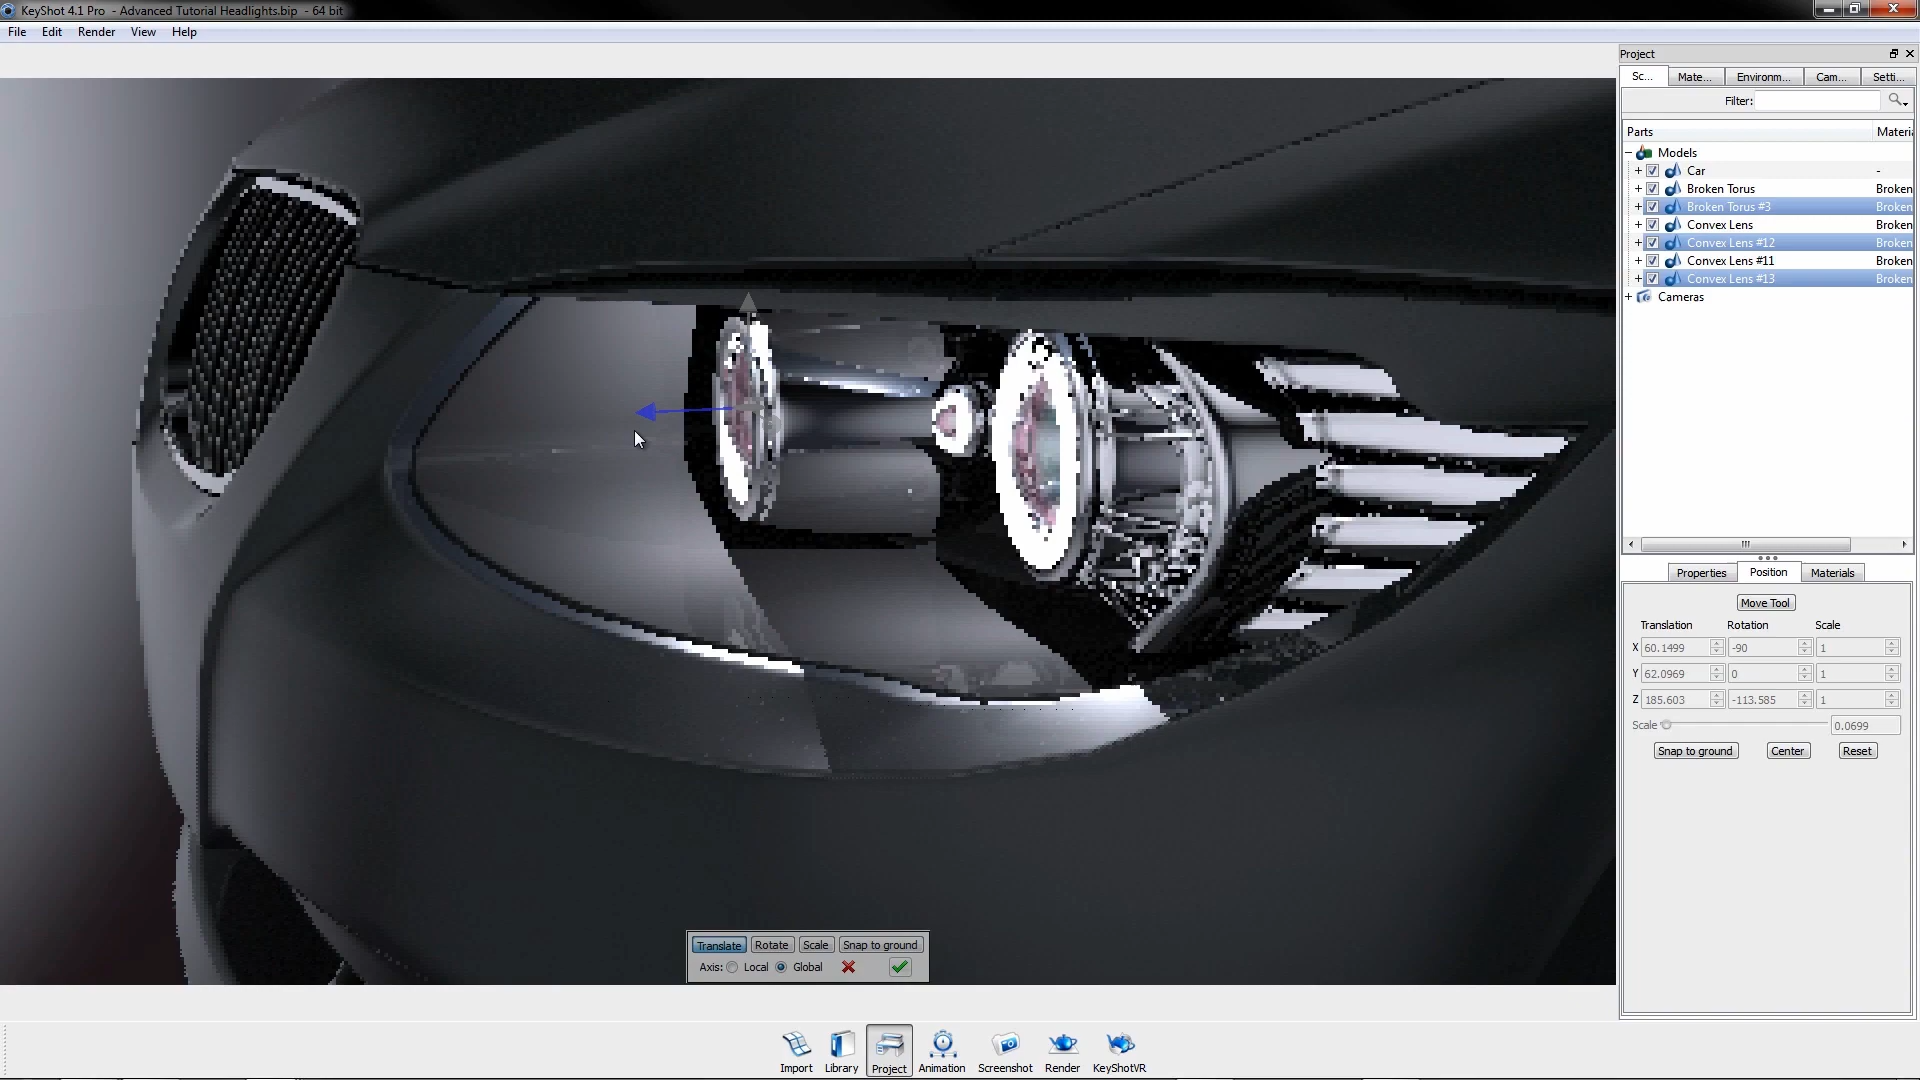 KeyShot 4.1 Pro - Advanced Tutorial Headlights.bip - 64 bit
File Edit Render View Help
Project
Sc... Mate... Environm... Cam... Setti...
Filter:
Parts Materi
Models
Car -
Broken Torus Broken
Broken Torus #3 Broken
Convex Lens Broken
Convex Lens #12 Broken
Convex Lens #11 Broken
Convex Lens #13 Broken
Cameras
Properties Position Materials
Move Tool
Translation Rotation Scale
X 60.1499 -90 1
Y 62.0969 0 1
Z 185.603 -113.585 1
Scale 0.0699
Snap to ground Center Reset
Translate Rotate Scale Snap to ground
Axis: Local Global
Import Library Project Animation Screenshot Render KeyShotVR